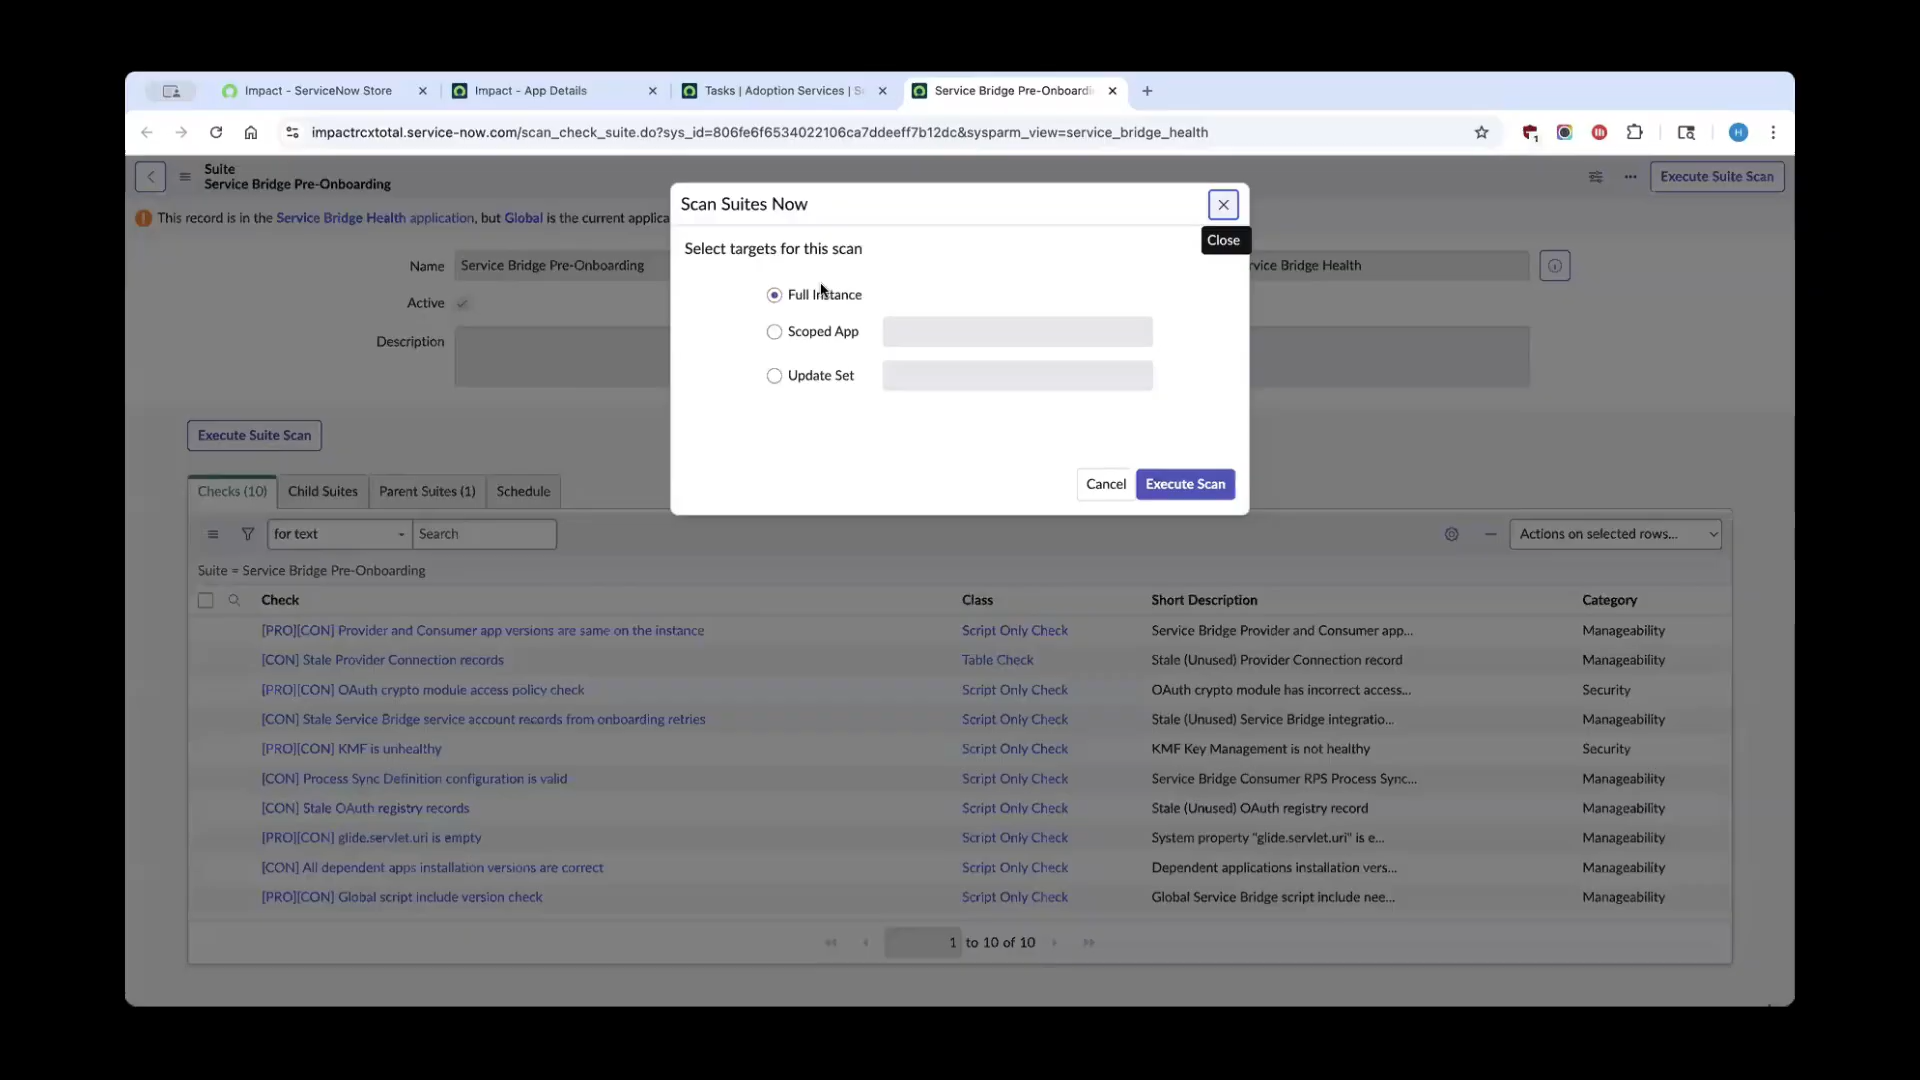 Impact - ServiceNow Store
Impact - App Details
Tasks | Adoption Services | S
Service Bridge Pre-Onboardi
impactrcxtotal.service-now.com/scan_check_suite.do?sys_id=806fe6f6534022106ca7ddeeff7b12dc&sysparm_view=service_bridge_health
H
Suite
Service Bridge Pre-Onboarding
Execute Suite Scan
This record is in the Service Bridge Health application, but Global is the current applica
Scan Suites Now
Close
Select targets for this scan
Full Instance
Scoped App
Update Set
Cancel
Execute Scan
Name
Service Bridge Pre-Onboarding
vice Bridge Health
Active
Description
Execute Suite Scan
Checks (10)
Child Suites
Parent Suites (1)
Schedule
for text
Search
Actions on selected rows...
Suite = Service Bridge Pre-Onboarding
Check Class Short Description Category
[PRO][CON] Provider and Consumer app versions are same on the instance Script Only Check Service Bridge Provider and Consumer app... Manageability
[CON] Stale Provider Connection records Table Check Stale (Unused) Provider Connection record Manageability
[PRO][CON] OAuth crypto module access policy check Script Only Check OAuth crypto module has incorrect access... Security
[CON] Stale Service Bridge service account records from onboarding retries Script Only Check Stale (Unused) Service Bridge integratio... Manageability
[PRO][CON] KMF is unhealthy Script Only Check KMF Key Management is not healthy Security
[CON] Process Sync Definition configuration is valid Script Only Check Service Bridge Consumer RPS Process Sync... Manageability
[CON] Stale OAuth registry records Script Only Check Stale (Unused) OAuth registry record Manageability
[PRO][CON] glide.servlet.uri is empty Script Only Check System property "glide.servlet.uri" is e... Manageability
[CON] All dependent apps installation versions are correct Script Only Check Dependent applications installation vers... Manageability
[PRO][CON] Global script include version check Script Only Check Global Service Bridge script include nee... Manageability
1 to 10 of 10